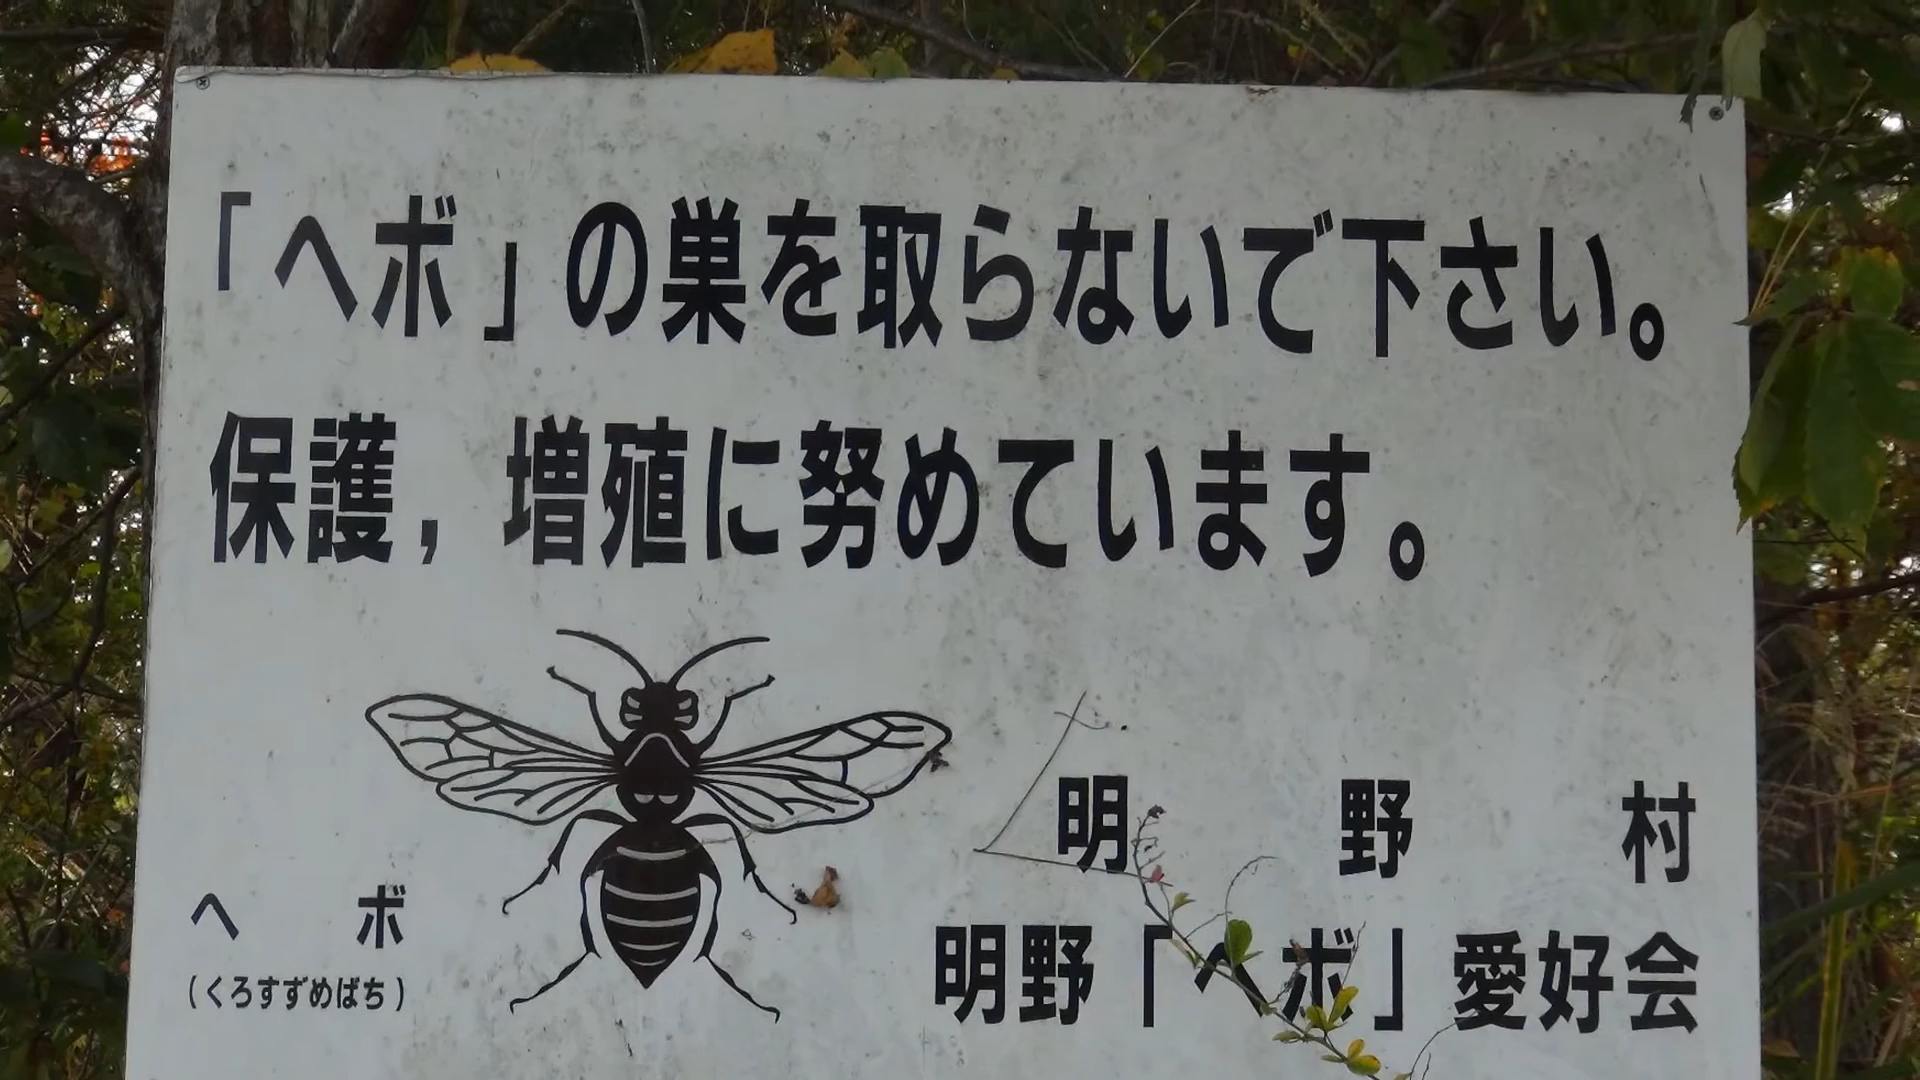 「ヘボ」の巣を取らないで下さい。
保護，増殖に努めています。
ヘボ
（くろすずめばち）
明野村
明野「ヘボ」愛好会